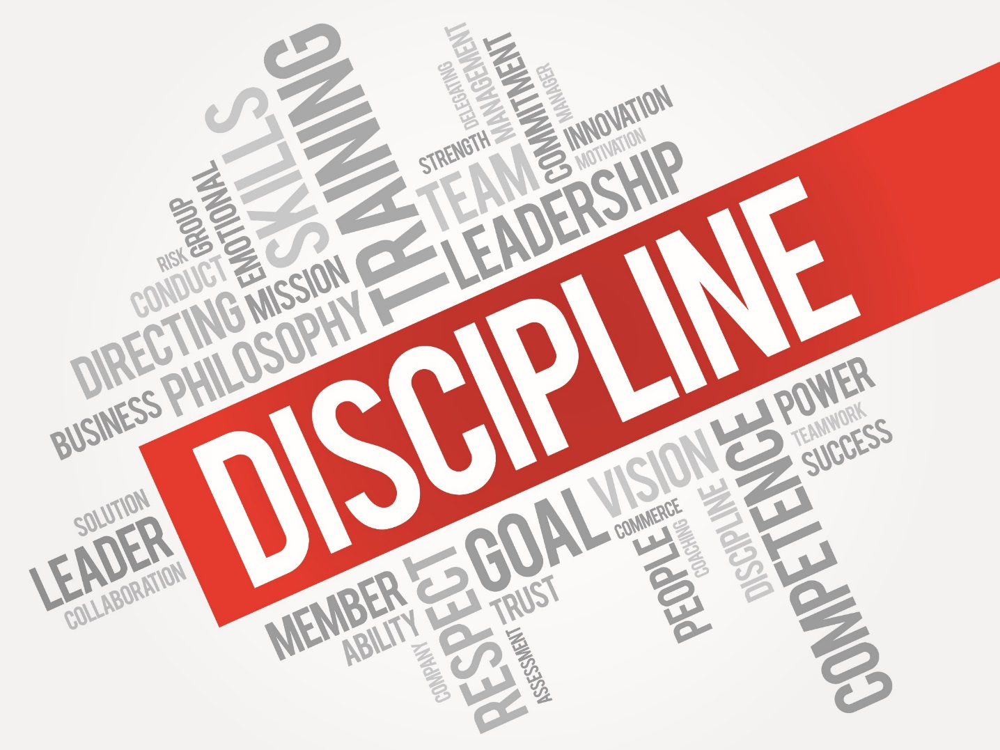 TRAINING
SKILLS
GROUP
EMOTIONAL
RISK
CONDUCT
MISSION
DIRECTING
PHILOSOPHY
BUSINESS
DELEGATING
MANAGEMENT
COMMITMENT
MANAGER
INNOVATION
MOTIVATION
STRENGTH
TEAM
LEADERSHIP
DISCIPLINE
SOLUTION
LEADER
COLLABORATION
MEMBER
ABILITY
COMPANY
RESPECT
GOAL
TRUST
ASSESSMENT
VISION
COMMERCE
PEOPLE
COACHING
DISCIPLINE
COMPETENCE
POWER
TEAMWORK
SUCCESS